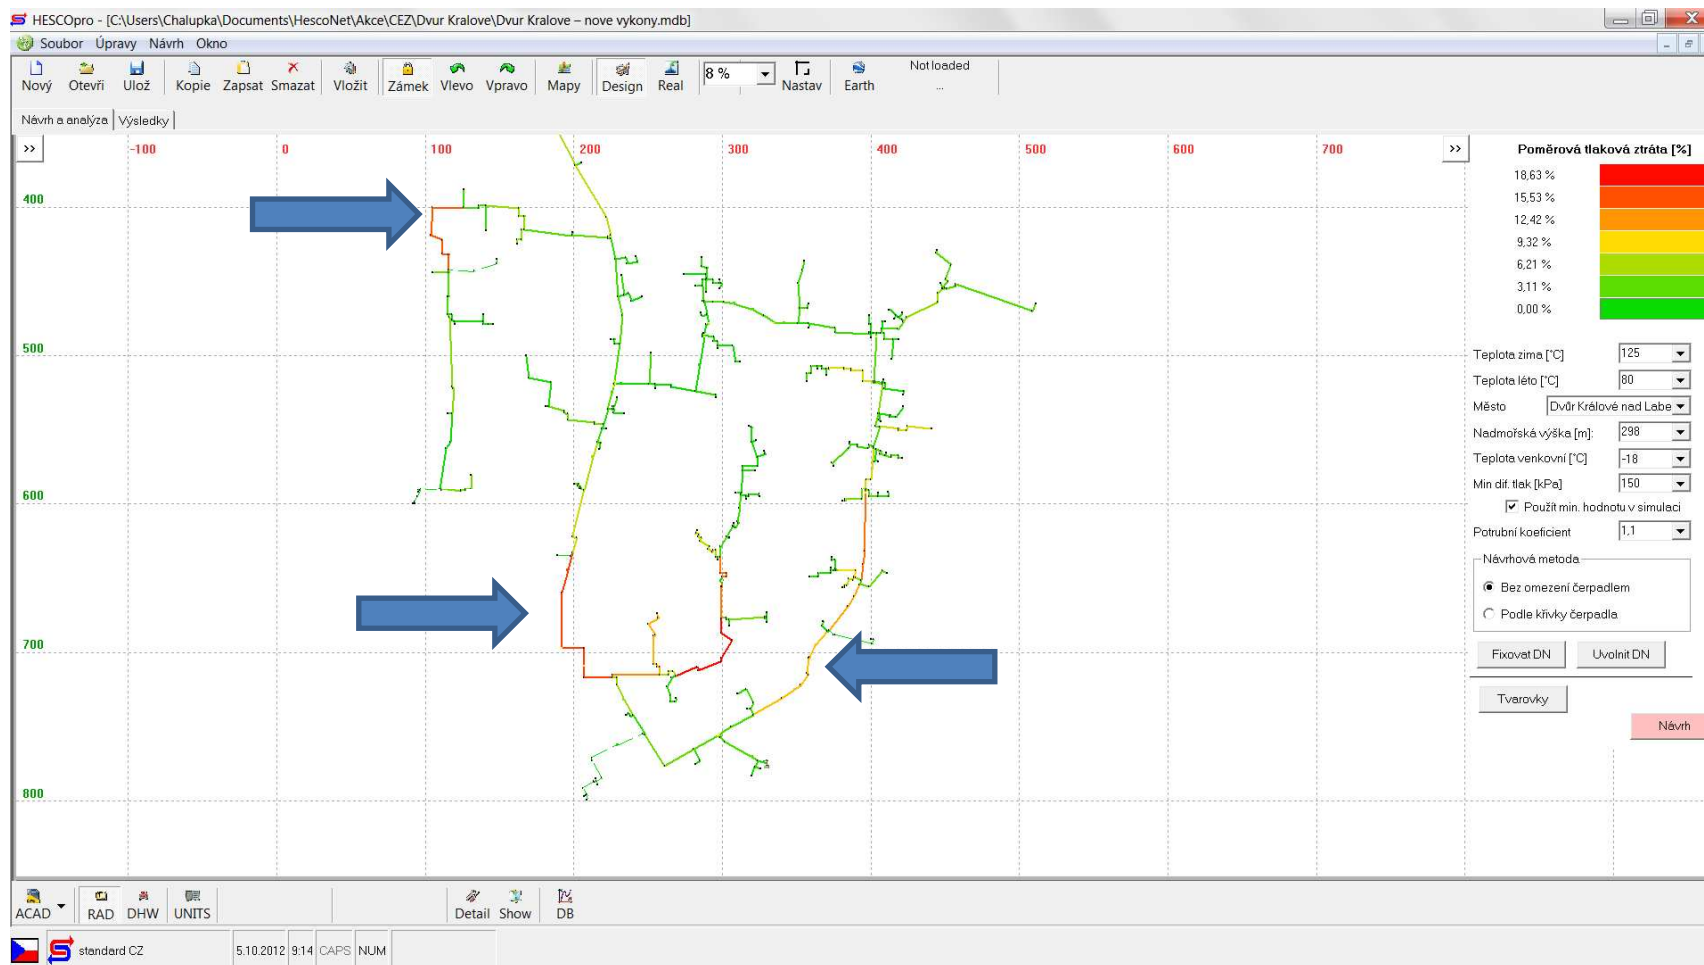 HESCOpro - [C:\Users\Chalupka\Documents\HescoNet\Akce\CEZ\Dvur Kralove\Dvur Kralove – nove vykony.mdb]
Soubor Úpravy Návrh Okno
Nový Otevři Ulož Kopie Zapsat Smazat Vložit Zámek Vlevo Vpravo Mapy Design Real 8 % Nastav Earth Not loaded ...
Návrh a analýza Výsledky
>> -100 0 100 200 300 400 500 600 700 >>
400
500
600
700
800
Poměrová tlaková ztráta [%]
18,63 %
15,53 %
12,42 %
9,32 %
6,21 %
3,11 %
0,00 %
Teplota zima [°C] 125
Teplota léto [°C] 80
Město Dvůr Králové nad Labe
Nadmořská výška [m]: 298
Teplota venkovní [°C] -18
Min dif. tlak [kPa] 150
Použít min. hodnotu v simulaci
Potrubní koeficient 1,1
Návrhová metoda
Bez omezení čerpadlem
Podle křivky čerpadla
Fixovat DN Uvolnit DN
Tvarovky
Návrh
ACAD RAD DHW UNITS Detail Show DB
standard CZ 5.10.2012 9:14 CAPS NUM